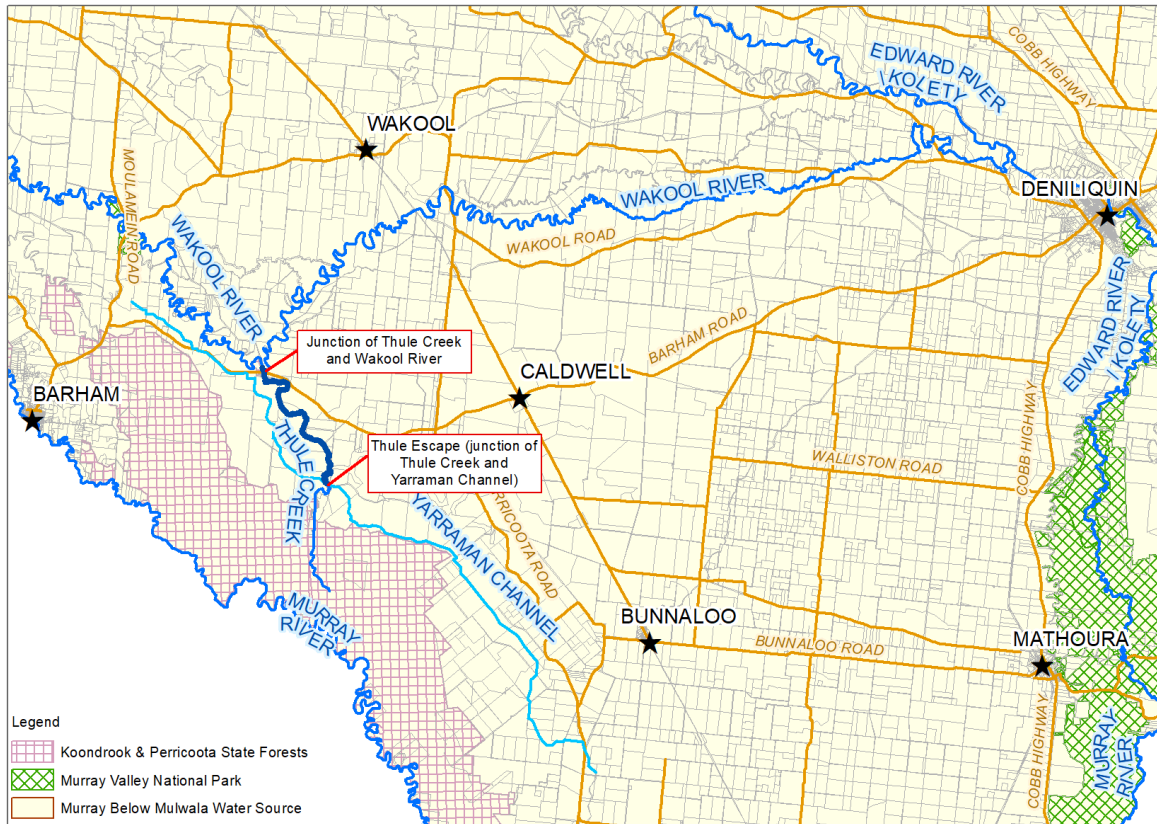 COBB HIGHWAY
EDWARD RIVER
/ KOLETY
WAKOOL
MOULAMEIN ROAD
WAKOOL RIVER
DENILIQUIN
WAKOOL RIVER
WAKOOL ROAD
EDWARD RIVER
/ KOLETY
Junction of Thule Creek
and Wakool River
BARHAM ROAD
CALDWELL
BARHAM
COBB HIGHWAY
THULE CREEK
Thule Escape (junction of
Thule Creek and
Yarraman Channel)
WALLISTON ROAD
RRICOOTA ROAD
YARRAMAN CHANNEL
MURRAY
RIVER
BUNNALOO
BUNNALOO ROAD
MATHOURA
COBB HIGHWAY
MURRAY
RIVER
Legend
Koondrook & Perricoota State Forests
Murray Valley National Park
Murray Below Mulwala Water Source